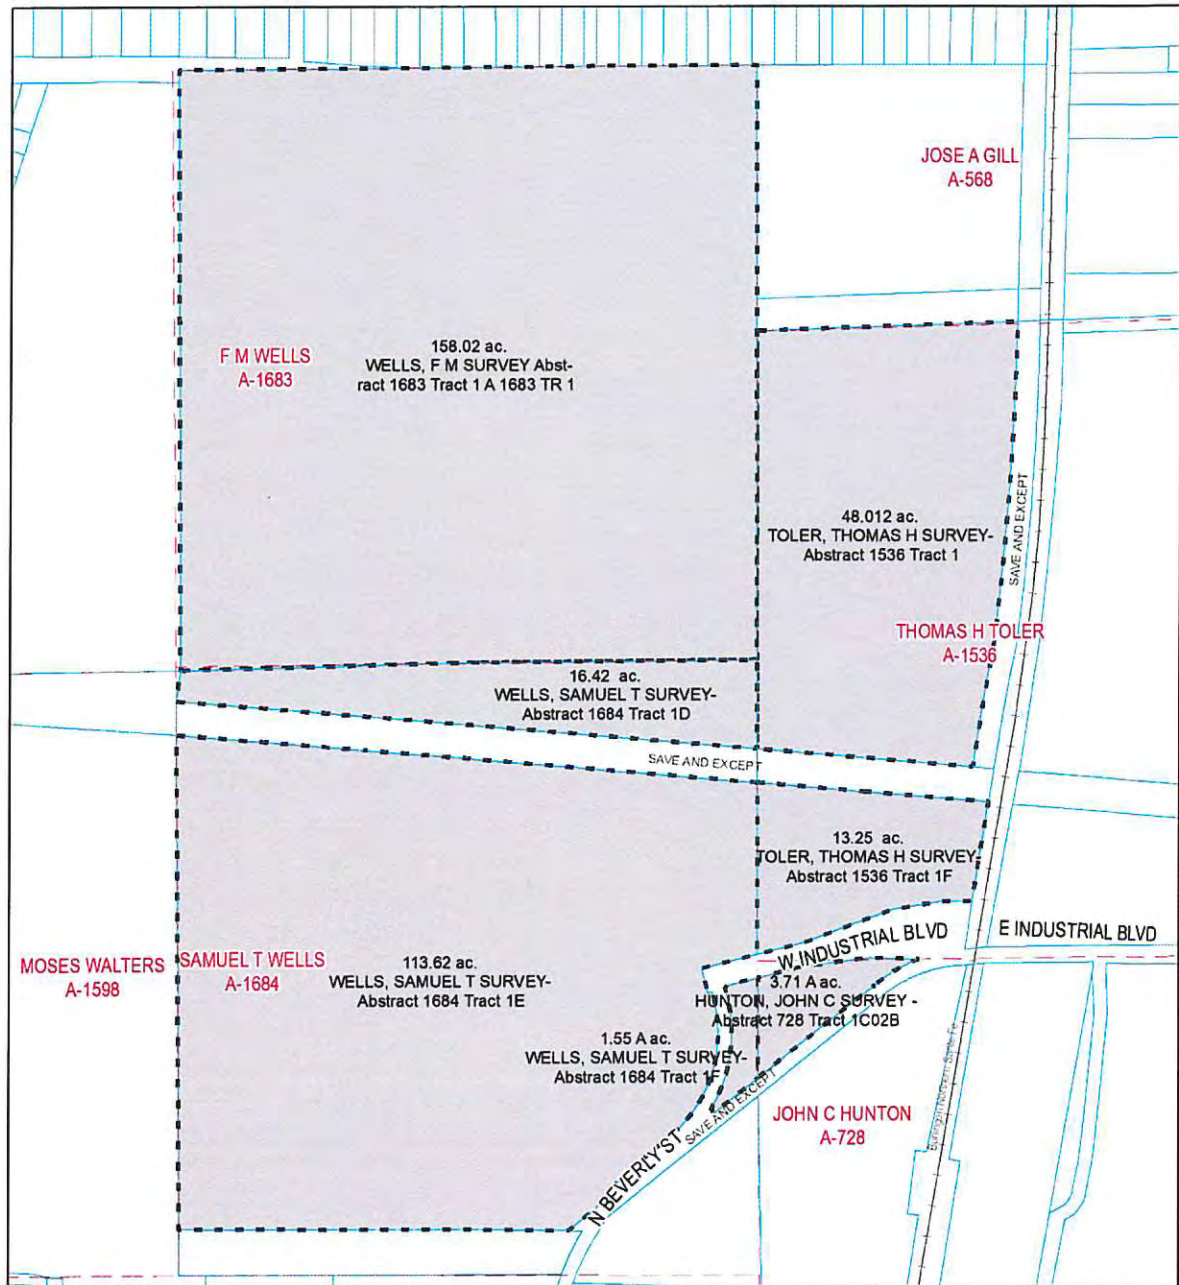 JOSE A GILL
A-568
F M WELLS
A-1683
158.02 ac.
WELLS, F M SURVEY Abst-
ract 1683 Tract 1 A 1683 TR 1
48.012 ac.
TOLER, THOMAS H SURVEY-
Abstract 1536 Tract 1
SAVE AND EXCEPT
THOMAS H TOLER
A-1536
16.42 ac.
WELLS, SAMUEL T SURVEY-
Abstract 1684 Tract 1D
SAVE AND EXCEPT
13.25 ac.
TOLER, THOMAS H SURVEY-
Abstract 1536 Tract 1F
W INDUSTRIAL BLVD
E INDUSTRIAL BLVD
MOSES WALTERS
A-1598
SAMUEL T WELLS
A-1684
113.62 ac.
WELLS, SAMUEL T SURVEY-
Abstract 1684 Tract 1E
3.71 A ac.
HUNTON, JOHN C SURVEY -
Abstract 728 Tract 1C02B
1.55 A ac.
WELLS, SAMUEL T SURVEY-
Abstract 1684 Tract 1F
SAVE AND EXCEPT
N BEVERLY ST
JOHN C HUNTON
A-728
Burlington Northern Santa Fe